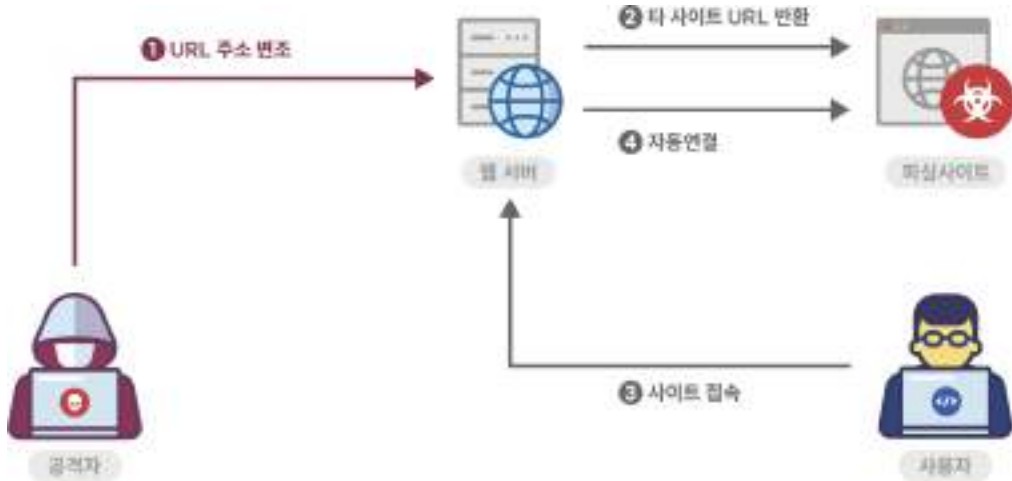 ❷ 타 사이트 URL 반환
❶ URL 주소 변조
❹ 자동연결
웹 서버
피싱사이트
❸ 사이트 접속
공격자
사용자